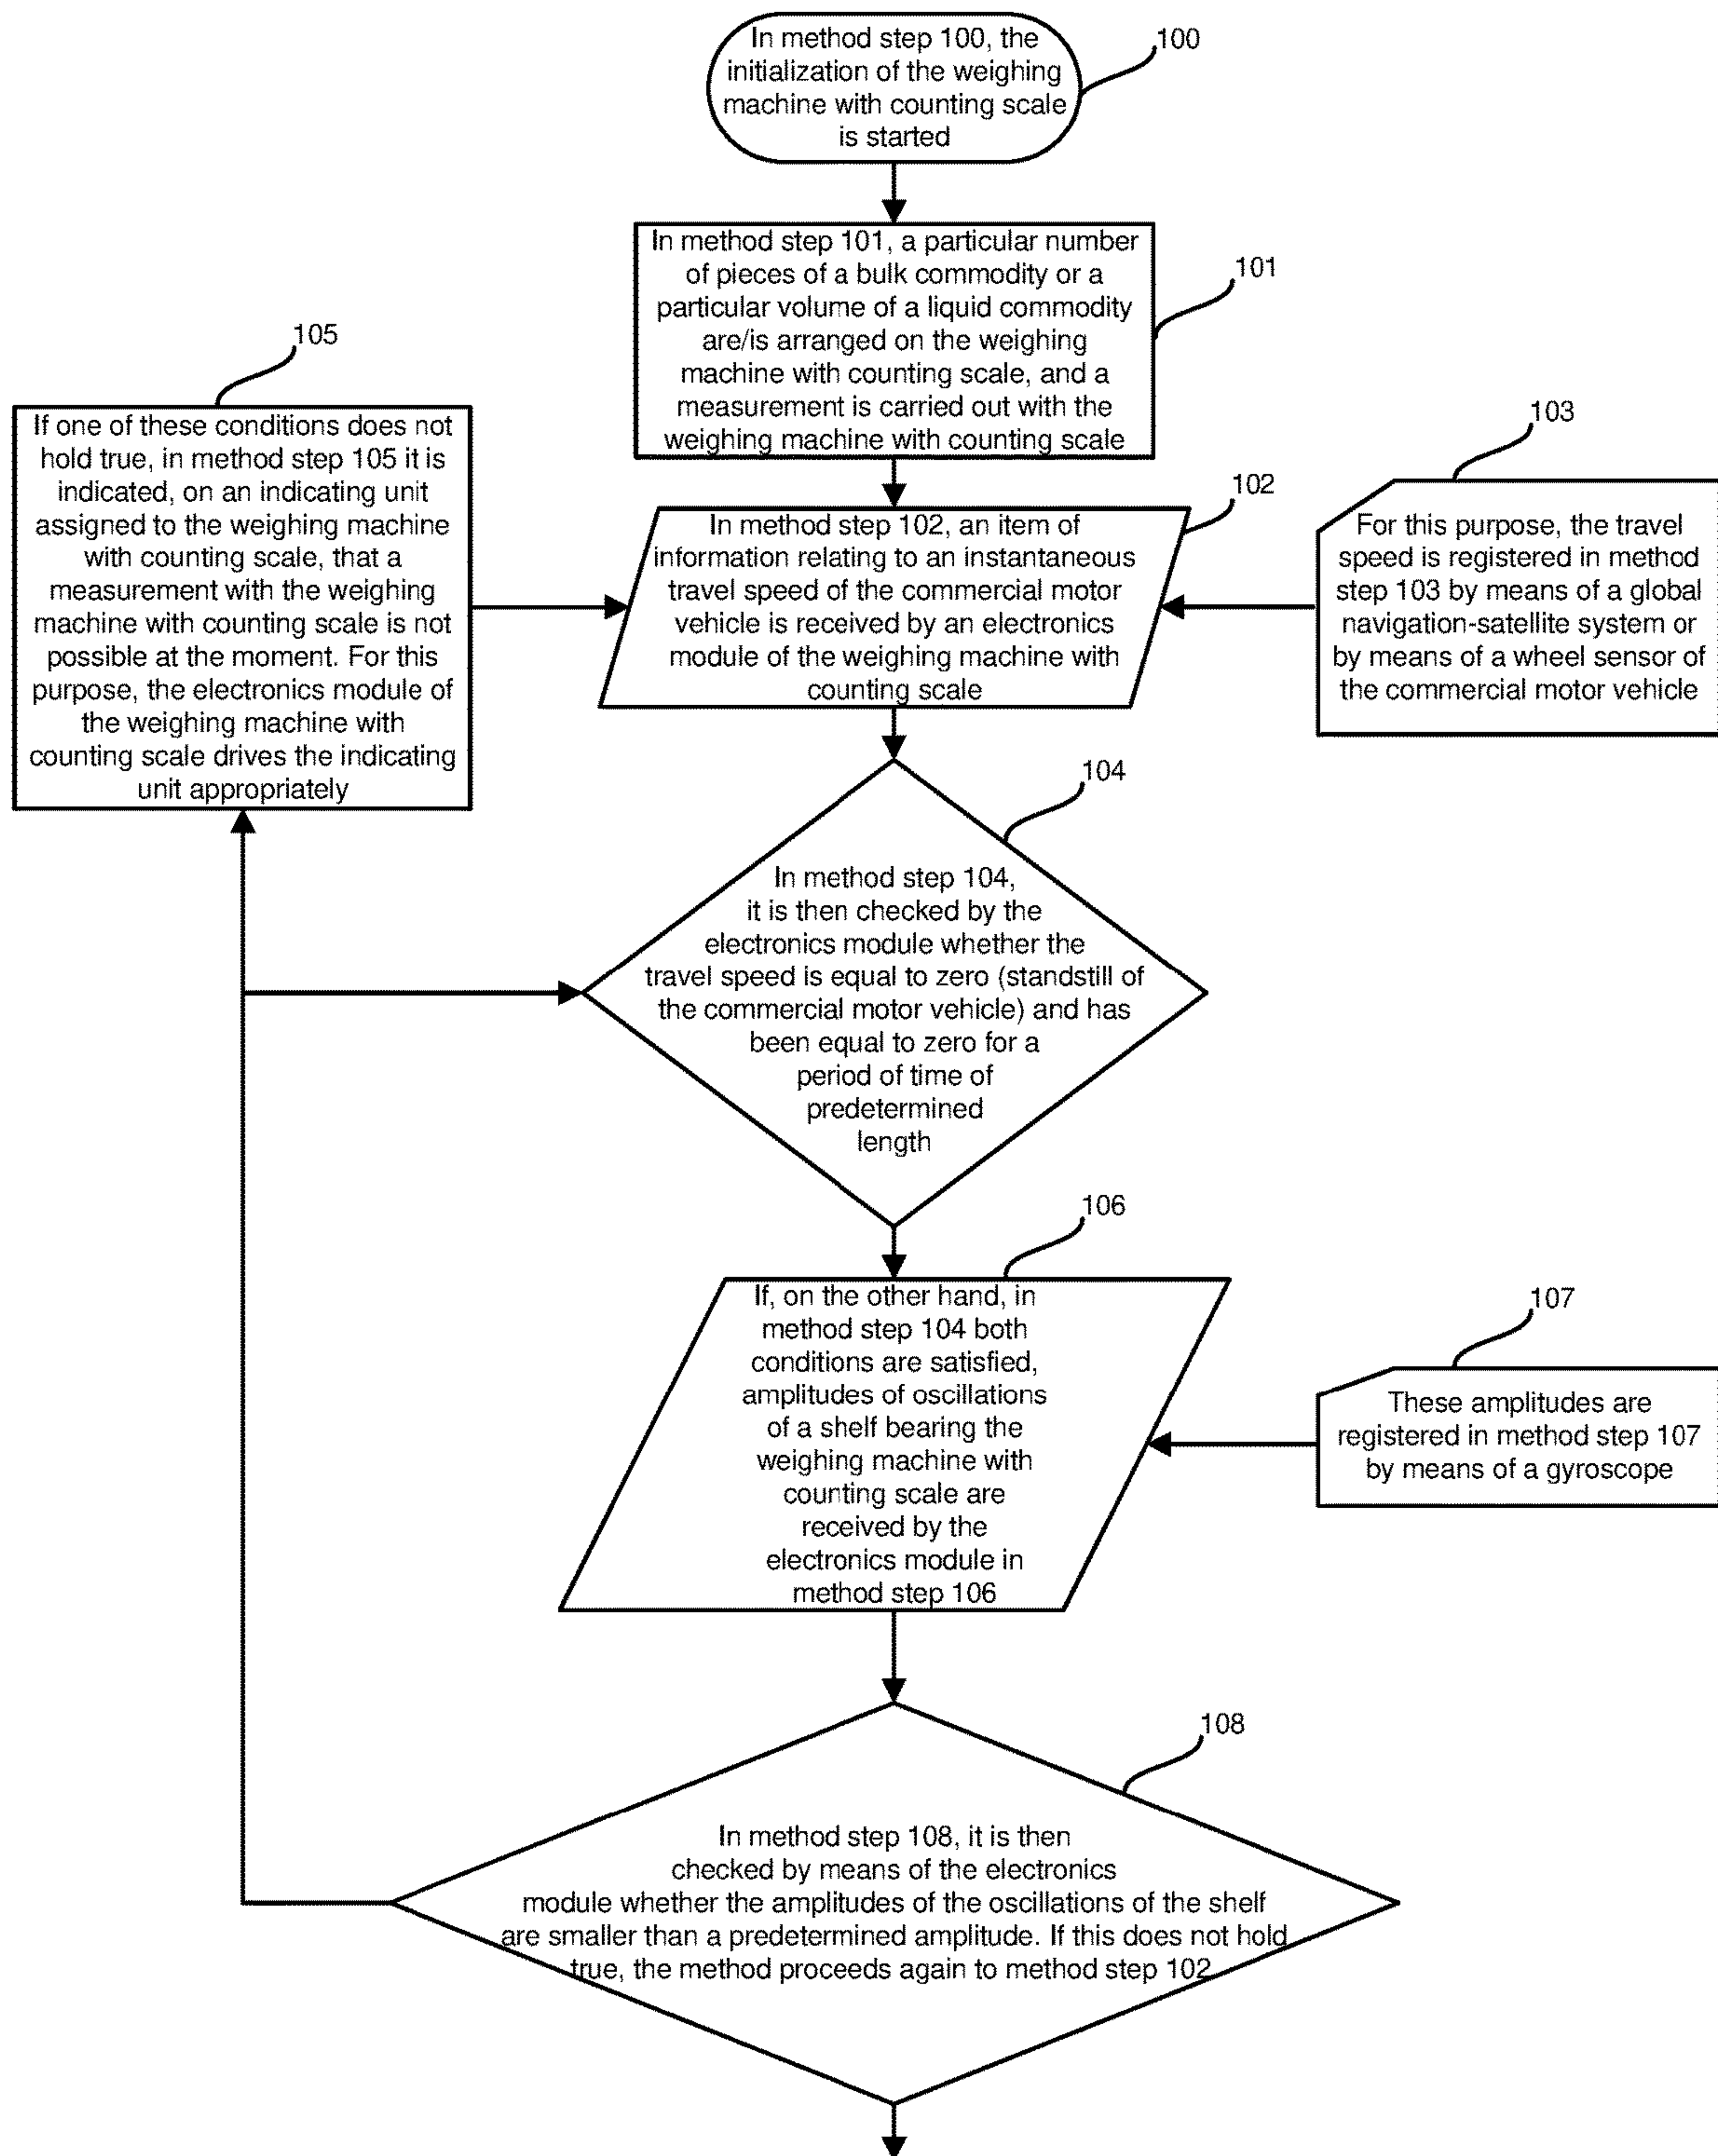 In method step 100, the
initialization of the weighing
machine with counting scale
is started
100
In method step 101, a particular number
of pieces of a bulk commodity or a
particular volume of a liquid commodity
are/is arranged on the weighing
machine with counting scale, and a
measurement is carried out with the
weighing machine with counting scale
101
105
If one of these conditions does not
hold true, in method step 105 it is
indicated, on an indicating unit
assigned to the weighing machine
with counting scale, that a
measurement with the weighing
machine with counting scale is not
possible at the moment. For this
purpose, the electronics module of
the weighing machine with
counting scale drives the indicating
unit appropriately
102
In method step 102, an item of
information relating to an instantaneous
travel speed of the commercial motor
vehicle is received by an electronics
module of the weighing machine with
counting scale
103
For this purpose, the travel
speed is registered in method
step 103 by means of a global
navigation-satellite system or
by means of a wheel sensor of
the commercial motor vehicle
104
In method step 104,
it is then checked by the
electronics module whether the
travel speed is equal to zero (standstill of
the commercial motor vehicle) and has
been equal to zero for a
period of time of
predetermined
length
106
If, on the other hand, in
method step 104 both
conditions are satisfied,
amplitudes of oscillations
of a shelf bearing the
weighing machine with
counting scale are
received by the
electronics module in
method step 106
107
These amplitudes are
registered in method step 107
by means of a gyroscope
108
In method step 108, it is then
checked by means of the electronics
module whether the amplitudes of the oscillations of the shelf
are smaller than a predetermined amplitude. If this does not hold
true, the method proceeds again to method step 102